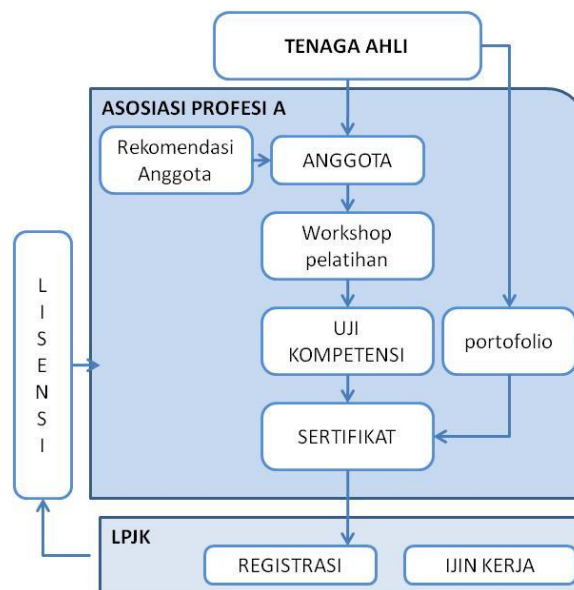 TENAGA AHLI
ASOSIASI PROFESI A
Rekomendasi
Anggota
ANGGOTA
Workshop
pelatihan
UJI
KOMPETENSI
portofolio
SERTIFIKAT
L
I
S
E
N
S
I
LPJK
REGISTRASI
IJIN KERJA